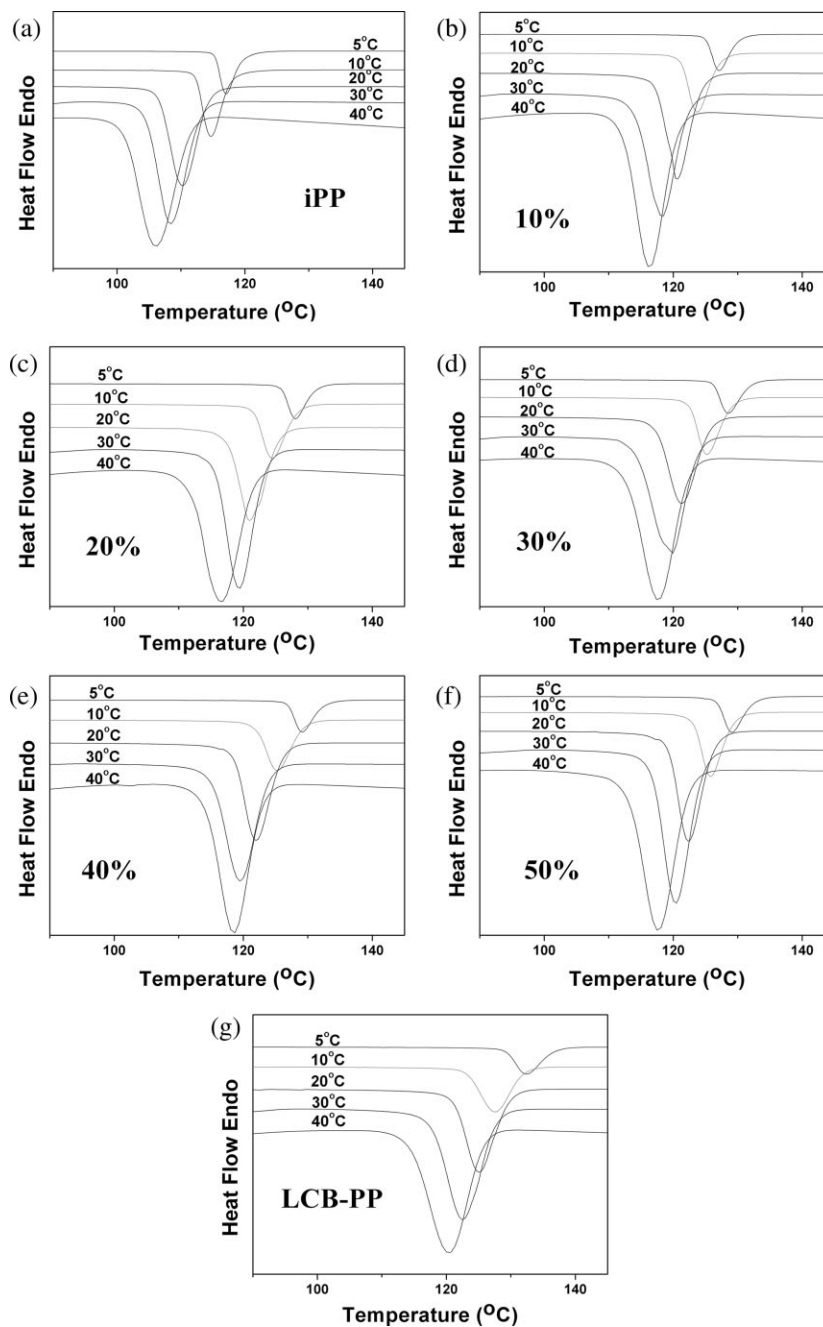 (a)
Heat Flow Endo
5°C
10°C
20°C
30°C
40°C
iPP
100 120 140
Temperature (°C)
(b)
Heat Flow Endo
5°C
10°C
20°C
30°C
40°C
10%
100 120 140
Temperature (°C)
(c)
Heat Flow Endo
5°C
10°C
20°C
30°C
40°C
20%
100 120 140
Temperature (°C)
(d)
Heat Flow Endo
5°C
10°C
20°C
30°C
40°C
30%
100 120 140
Temperature (°C)
(e)
Heat Flow Endo
5°C
10°C
20°C
30°C
40°C
40%
100 120 140
Temperature (°C)
(f)
Heat Flow Endo
5°C
10°C
20°C
30°C
40°C
50%
100 120 140
Temperature (°C)
(g)
Heat Flow Endo
5°C
10°C
20°C
30°C
40°C
LCB-PP
100 120 140
Temperature (°C)